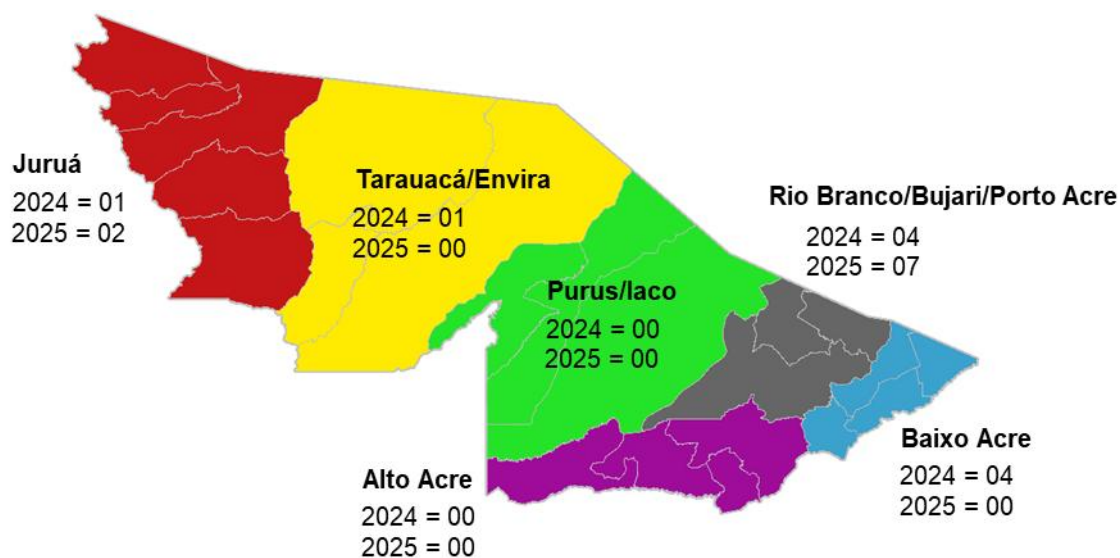 Juruá
2024 = 01
2025 = 02
Tarauacá/Envira
2024 = 01
2025 = 00
Rio Branco/Bujari/Porto Acre
2024 = 04
2025 = 07
Purus/Iaco
2024 = 00
2025 = 00
Baixo Acre
2024 = 04
2025 = 00
Alto Acre
2024 = 00
2025 = 00